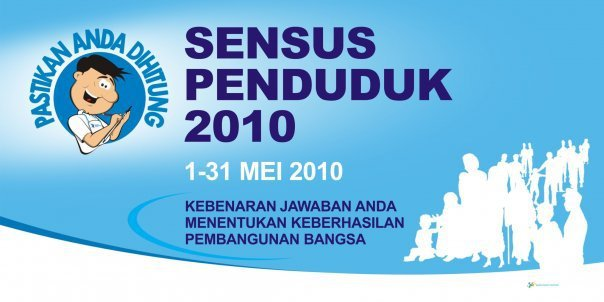 PASTIKAN ANDA DIHITUNG
SENSUS
PENDUDUK
2010
1-31 MEI 2010
KEBENARAN JAWABAN ANDA
MENENTUKAN KEBERHASILAN
PEMBANGUNAN BANGSA